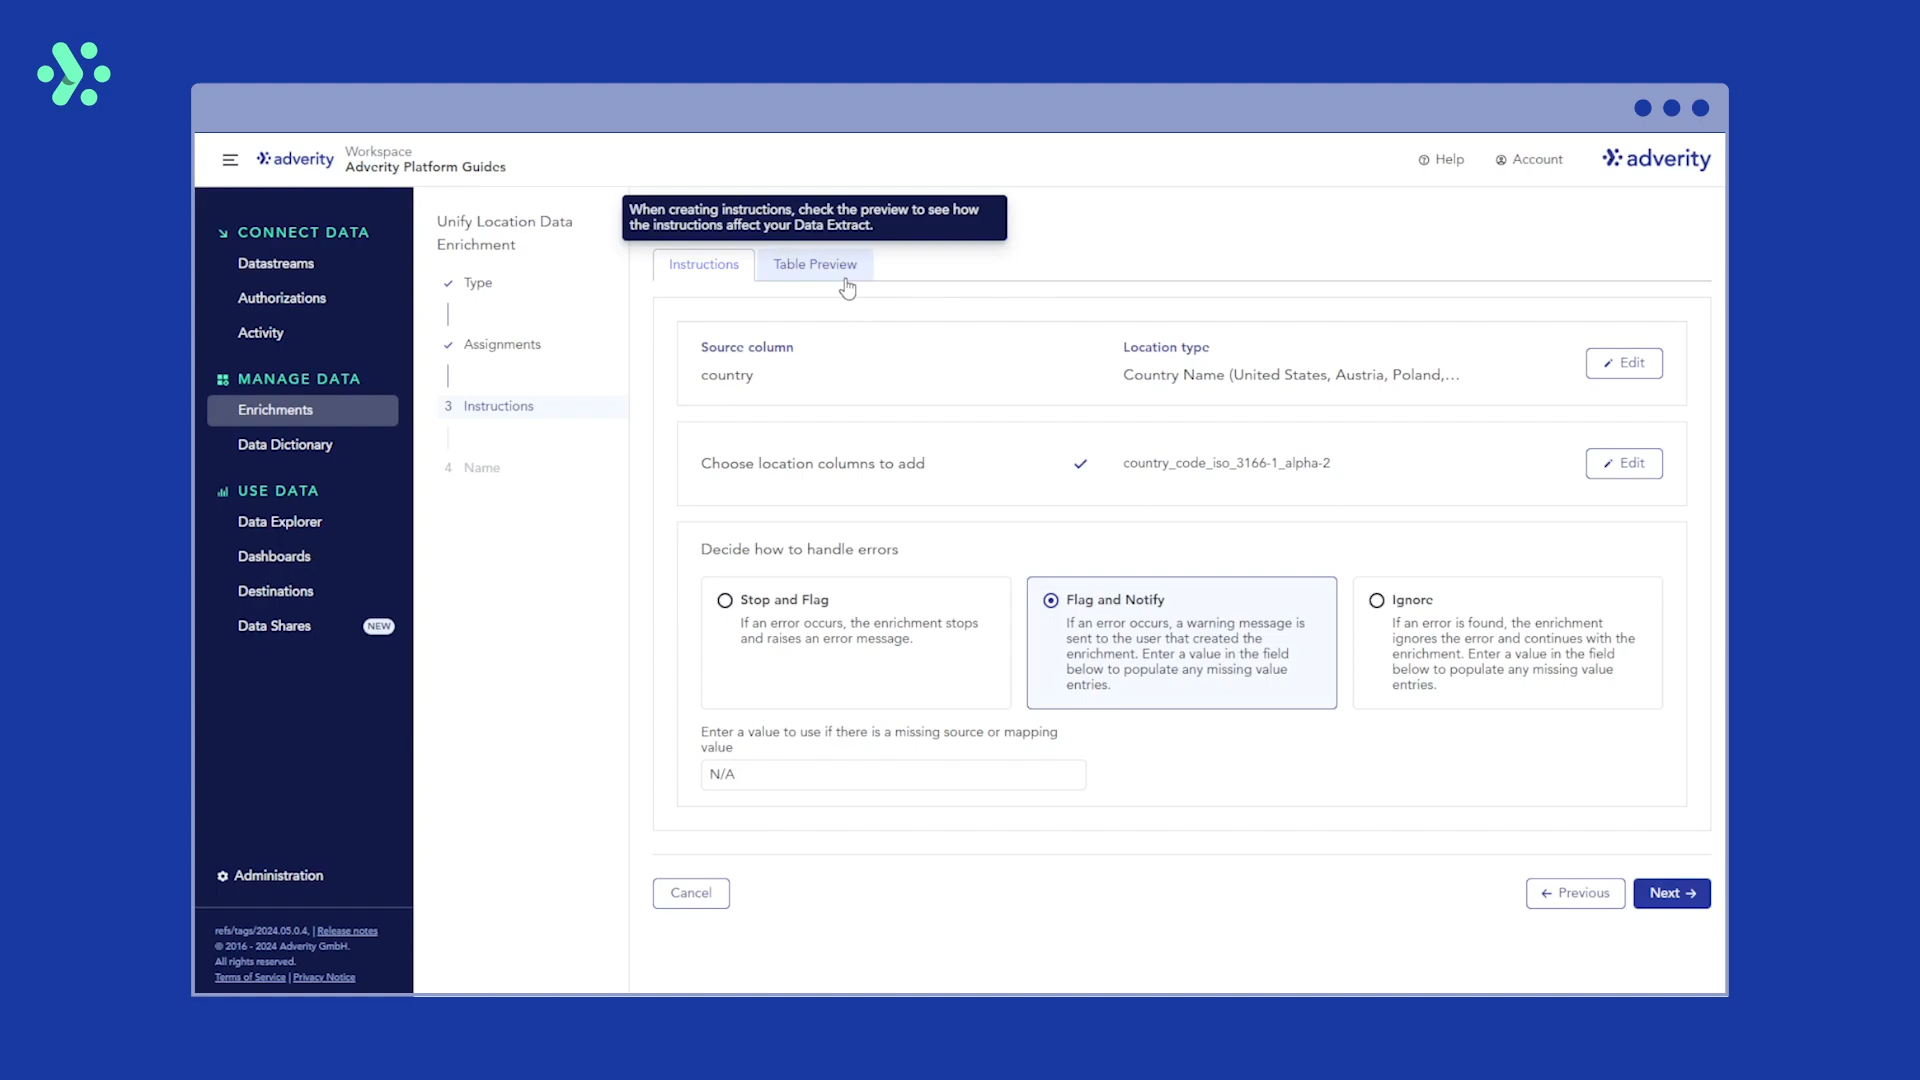 adverity
Workspace
Adverity Platform Guides
Help
Account
adverity
CONNECT DATA
Datastreams
Authorizations
Activity
MANAGE DATA
Enrichments
Data Dictionary
USE DATA
Data Explorer
Dashboards
Destinations
Data Shares NEW
Administration
refs/tags/2024.05.0.4, | Release notes
© 2016 - 2024 Adverity GmbH.
All rights reserved.
Terms of Service | Privacy Notice
Unify Location Data
Enrichment
Type
Assignments
3 Instructions
4 Name
When creating instructions, check the preview to see how
the instructions affect your Data Extract.
Instructions
Table Preview
Source column
country
Location type
Country Name (United States, Austria, Poland,...
Edit
Choose location columns to add
country_code_iso_3166-1_alpha-2
Edit
Decide how to handle errors
Stop and Flag
If an error occurs, the enrichment stops
and raises an error message.
Flag and Notify
If an error occurs, a warning message is
sent to the user that created the
enrichment. Enter a value in the field
below to populate any missing value
entries.
Ignore
If an error is found, the enrichment
ignores the error and continues with the
enrichment. Enter a value in the field
below to populate any missing value
entries.
Enter a value to use if there is a missing source or mapping
value
N/A
Cancel
← Previous
Next →